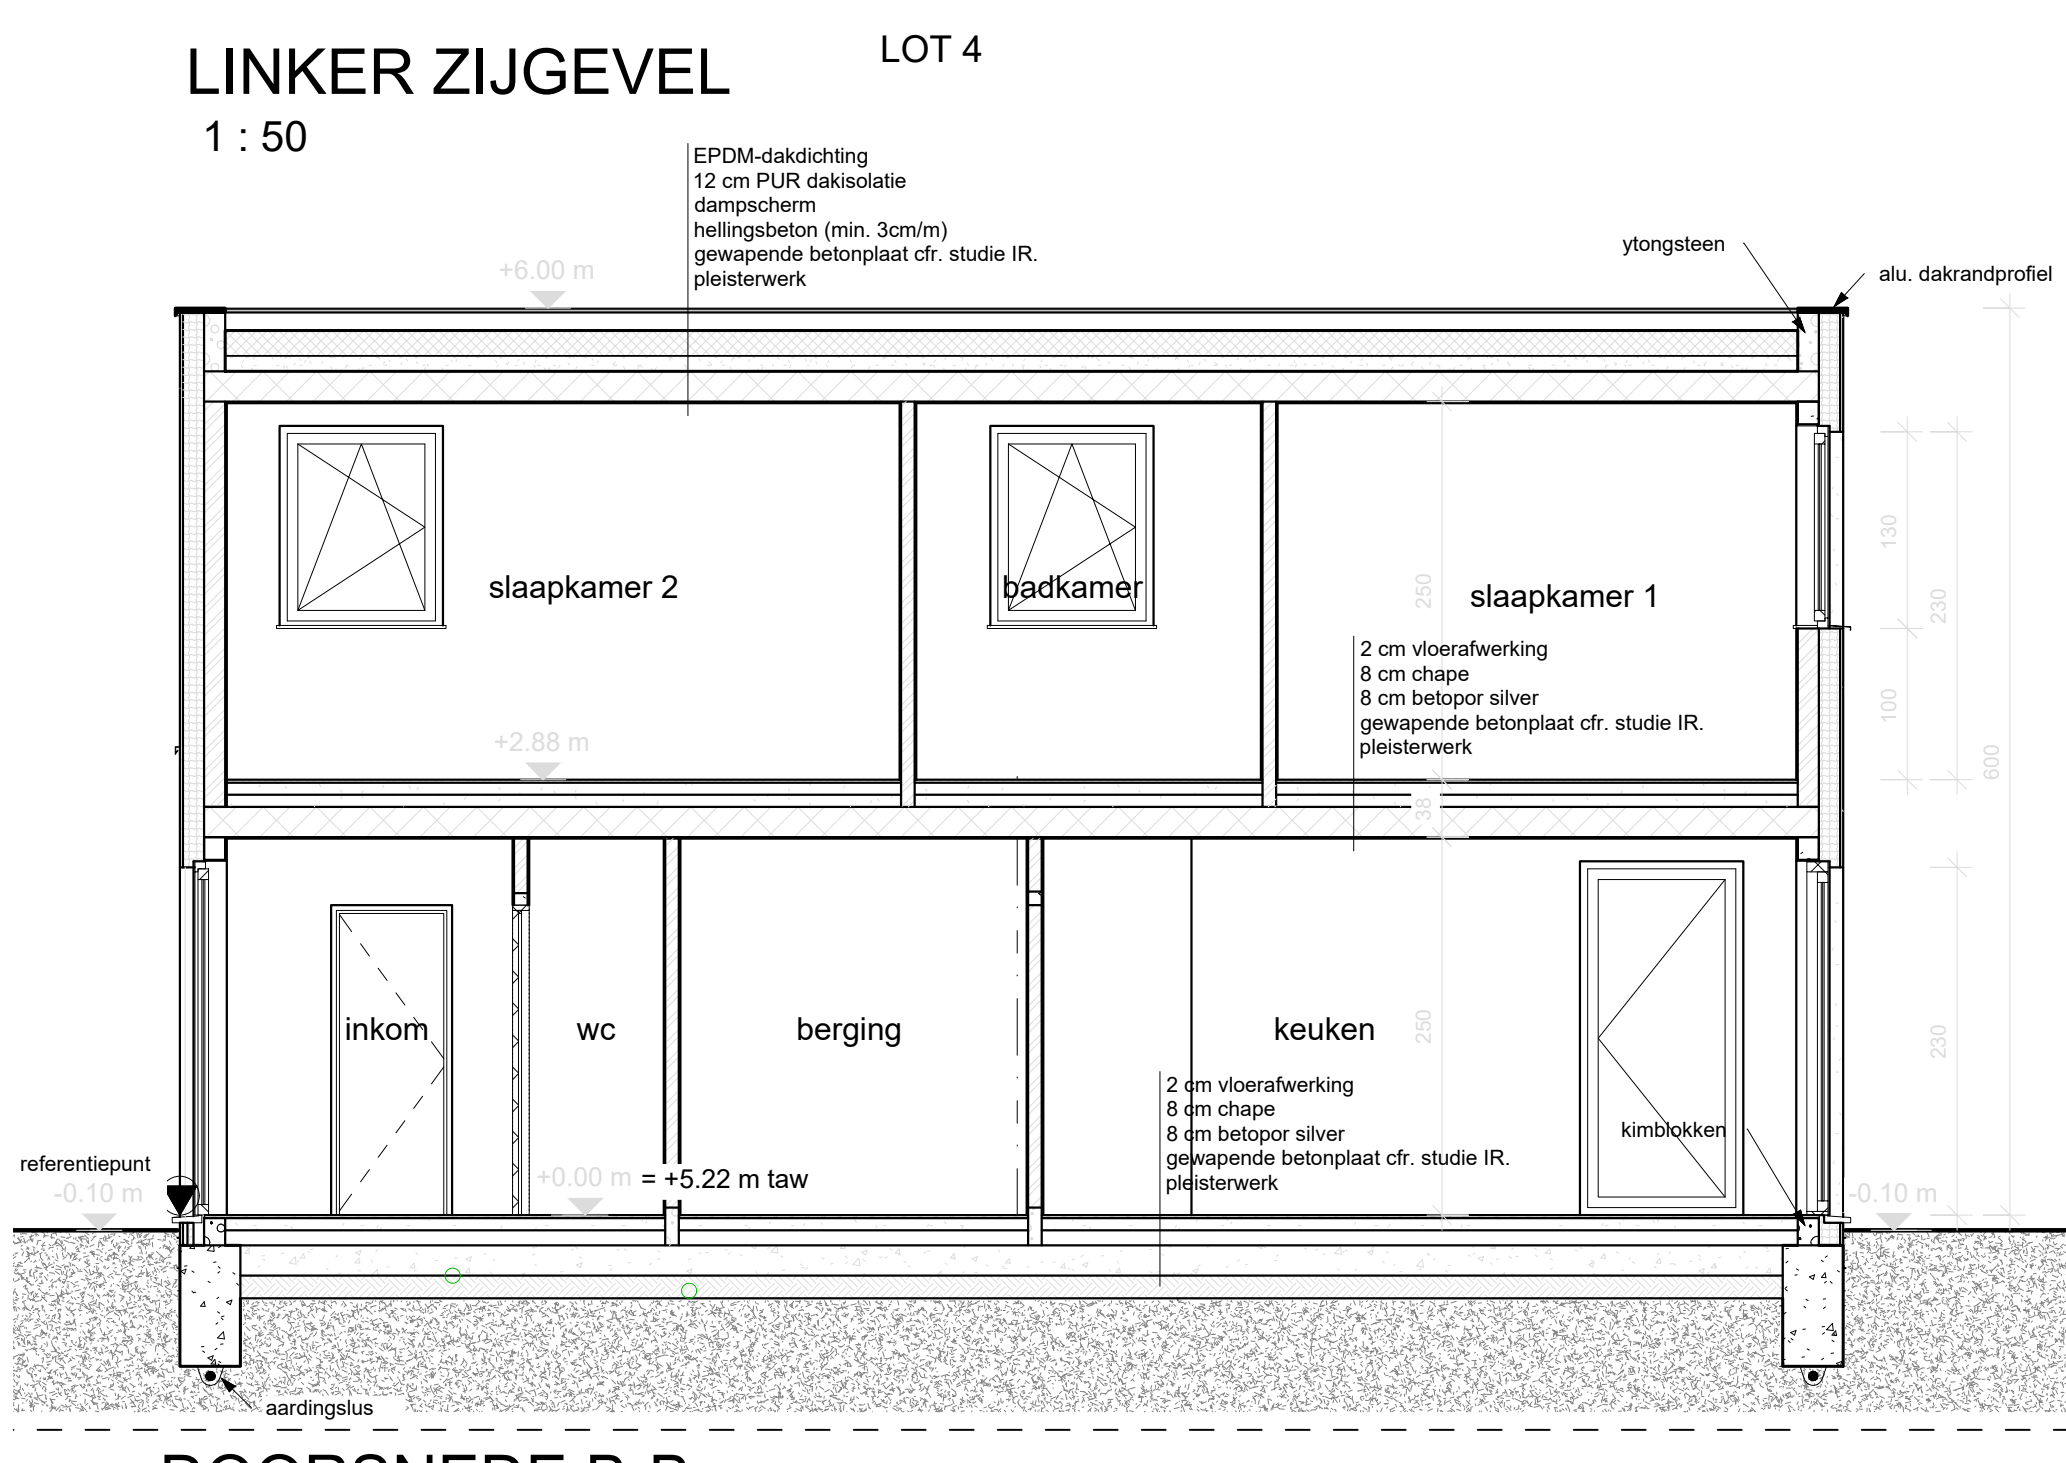 LINKER ZIJGEVEL
LOT 4
1 : 50
EPDM-dakdichting
12 cm PUR dakisolatie
dampscherm
hellingsbeton (min. 3cm/m)
gewapende betonplaat cfr. studie IR.
pleisterwerk
ytongsteen
alu. dakrandprofiel
+6.00 m
130
slaapkamer 2
badkamer
250
slaapkamer 1
230
2 cm vloerafwerking
8 cm chape
8 cm betopor silver
gewapende betonplaat cfr. studie IR.
pleisterwerk
100
+2.88 m
600
38
inkom
wc
berging
keuken
250
230
2 cm vloerafwerking
8 cm chape
8 cm betopor silver
gewapende betonplaat cfr. studie IR.
pleisterwerk
kimblokken
referentiepunt
-0.10 m
+0.00 m = +5.22 m taw
-0.10 m
aardingslus
DOORSNEDE B-B